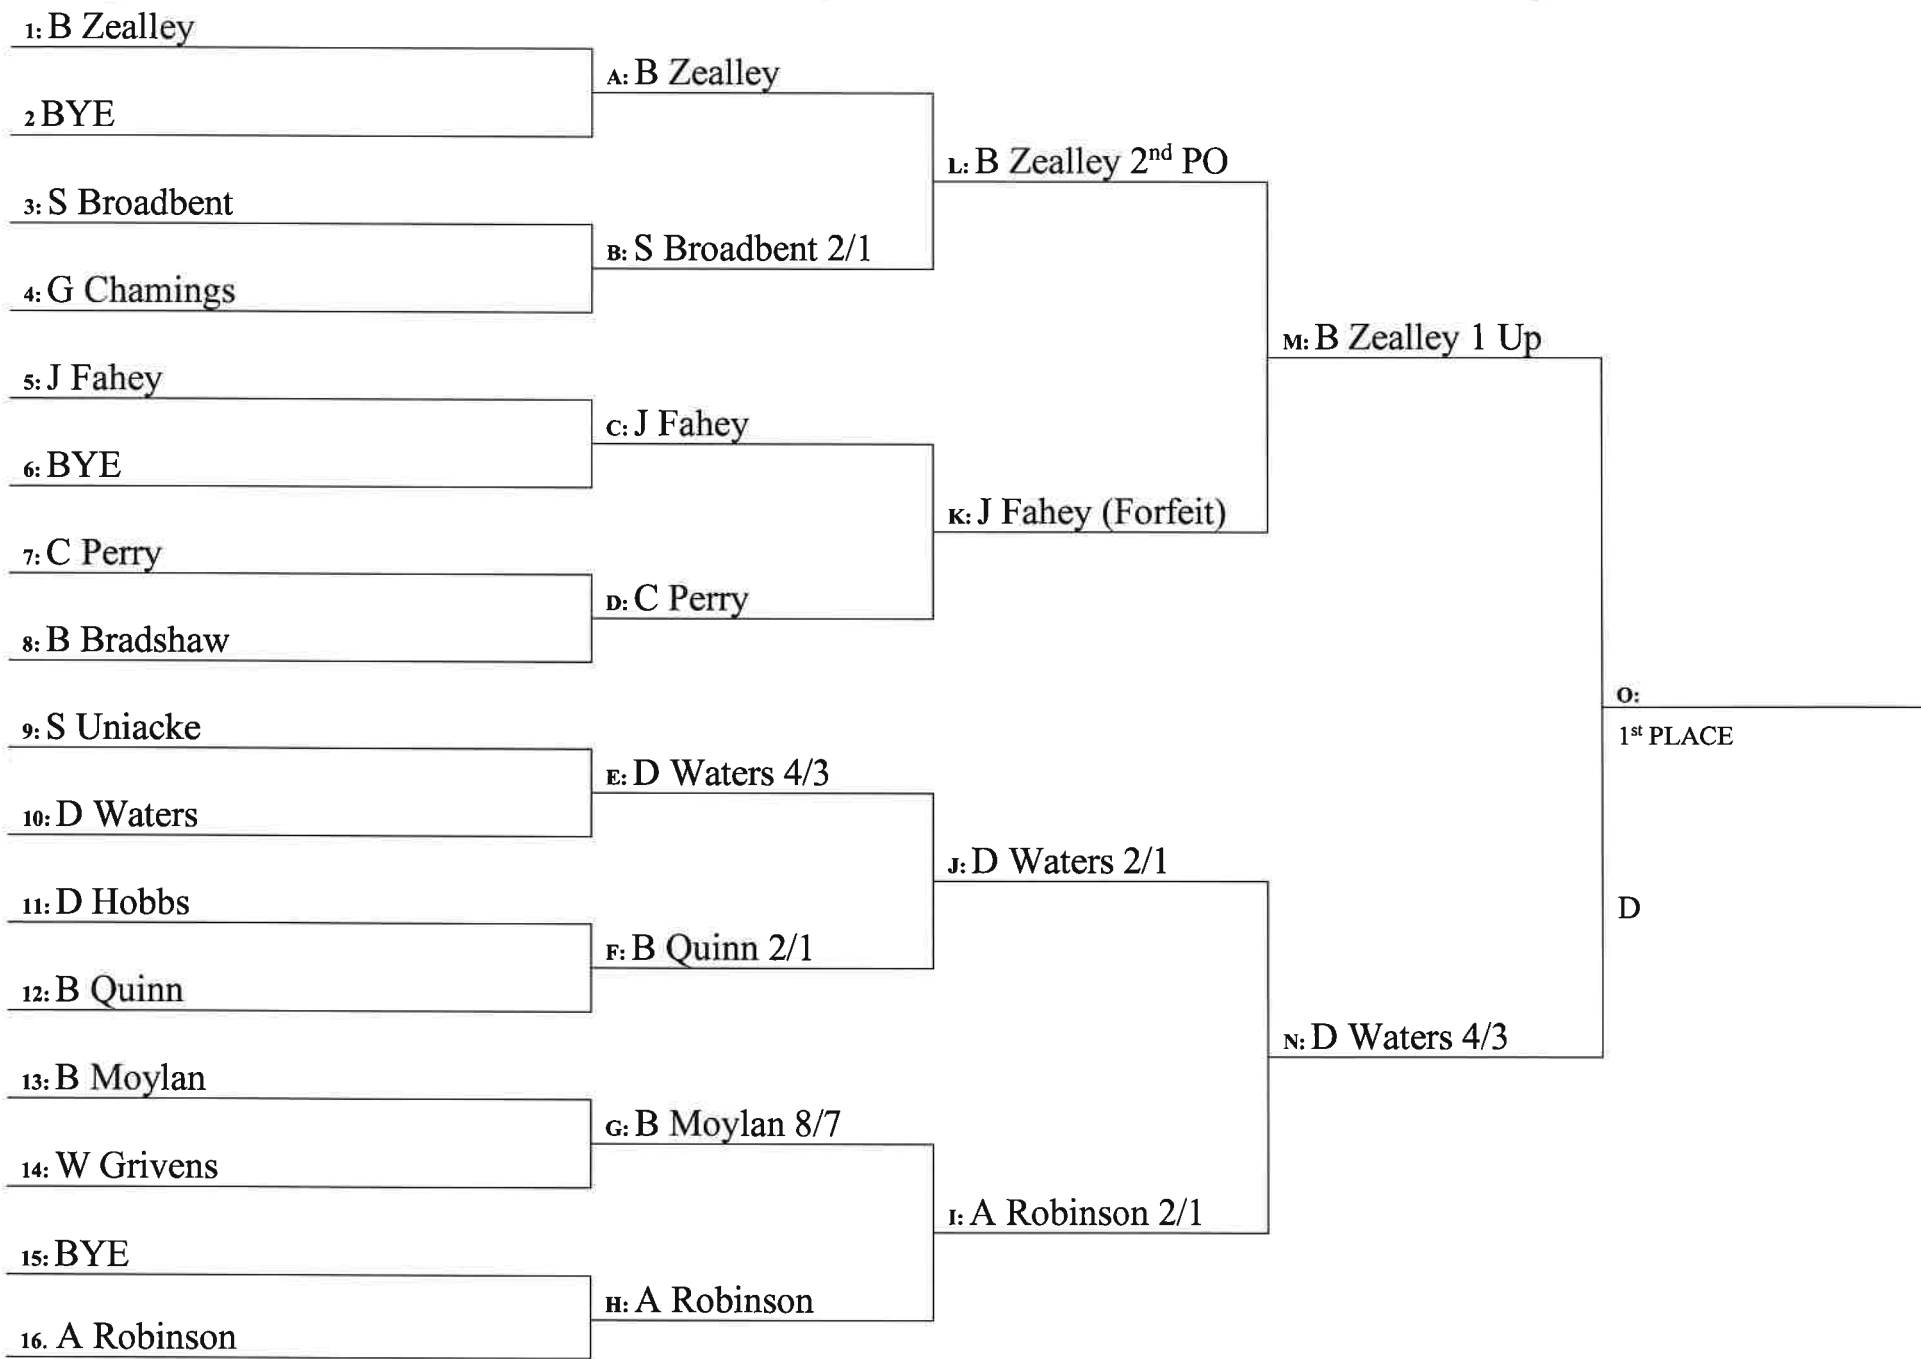 1: B Zealley
2 BYE
3: S Broadbent
4: G Chamings
5: J Fahey
6: BYE
7: C Perry
8: B Bradshaw
9: S Uniacke
10: D Waters
11: D Hobbs
12: B Quinn
13: B Moylan
14: W Grivens
15: BYE
16. A Robinson
A: B Zealley
B: S Broadbent 2/1
C: J Fahey
D: C Perry
E: D Waters 4/3
F: B Quinn 2/1
G: B Moylan 8/7
H: A Robinson
L: B Zealley 2nd PO
K: J Fahey (Forfeit)
J: D Waters 2/1
I: A Robinson 2/1
M: B Zealley 1 Up
N: D Waters 4/3
O:
1st PLACE
D